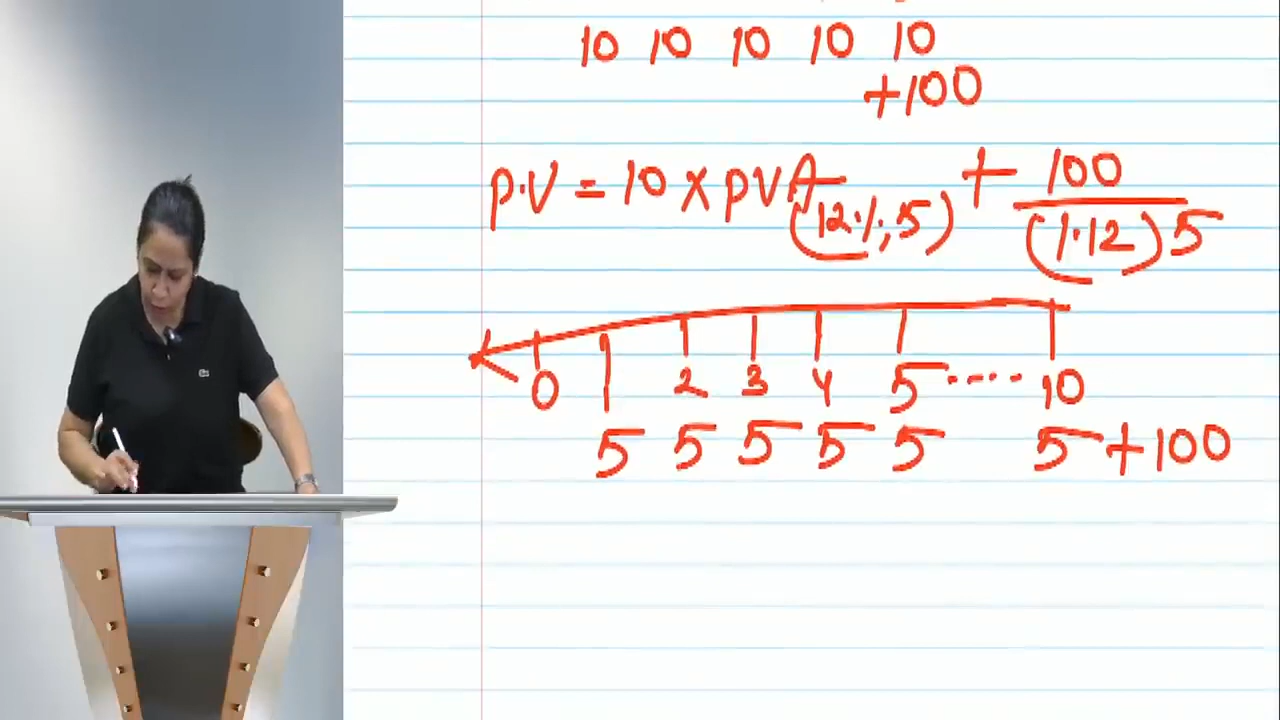 10 10 10 10 10
+100
P.V = 10 x PVA (12%, 5) + 100 / (1.12)5
0 2 3 4 5 .... 10
5 5 5 5 5 5 + 100